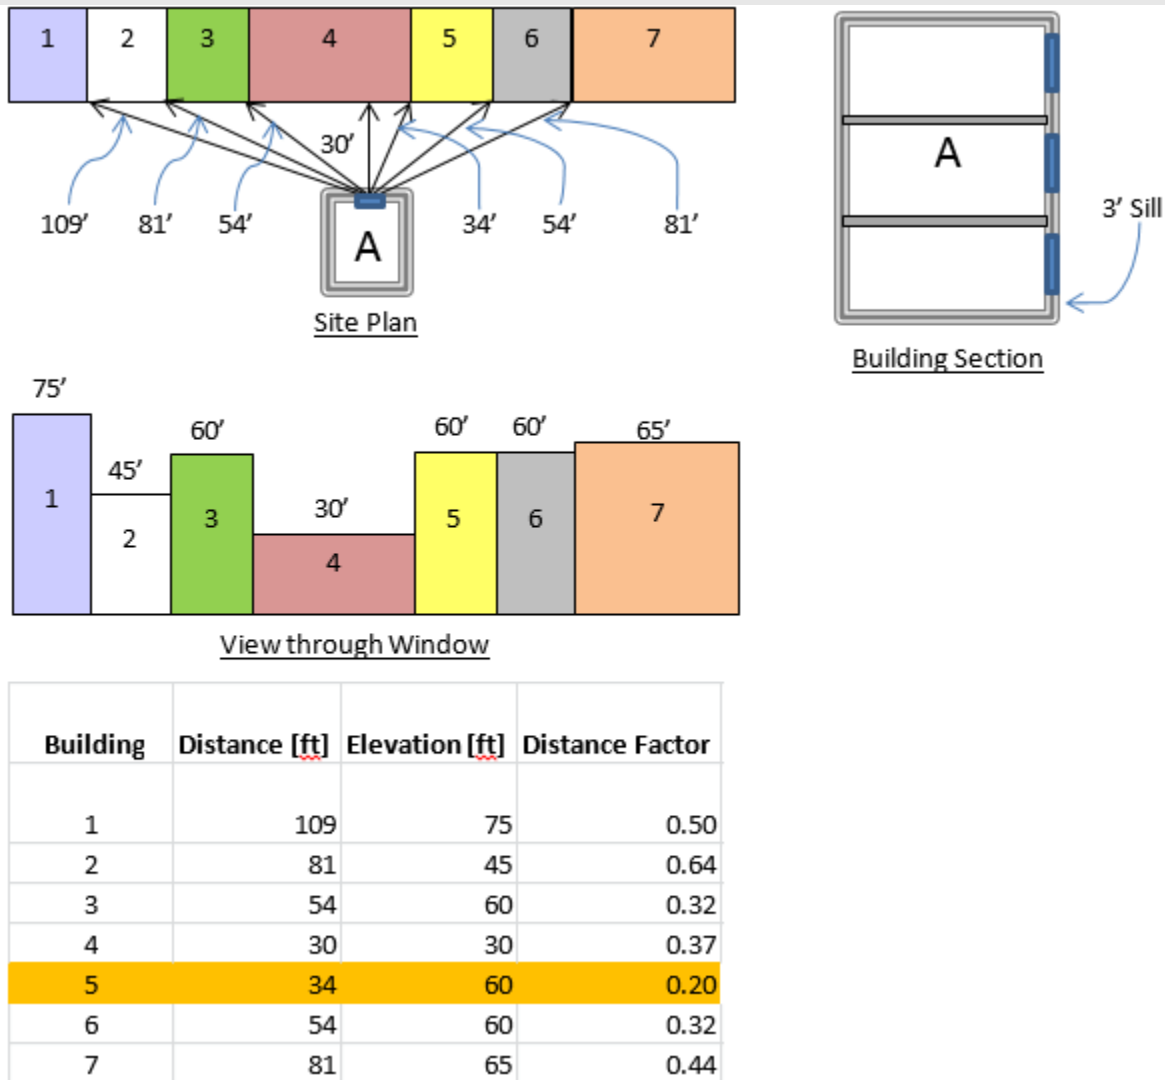 1 2 3 4 5 6 7
30′
109′ 81′ 54′ 34′ 54′ 81′
A
Site Plan
A
3′ Sill
Building Section
75′
60′ 60′ 60′ 65′
45′
30′
1 2 3 4 5 6 7
View through Window
Building Distance [ft] Elevation [ft] Distance Factor
1 109 75 0.50
2 81 45 0.64
3 54 60 0.32
4 30 30 0.37
5 34 60 0.20
6 54 60 0.32
7 81 65 0.44